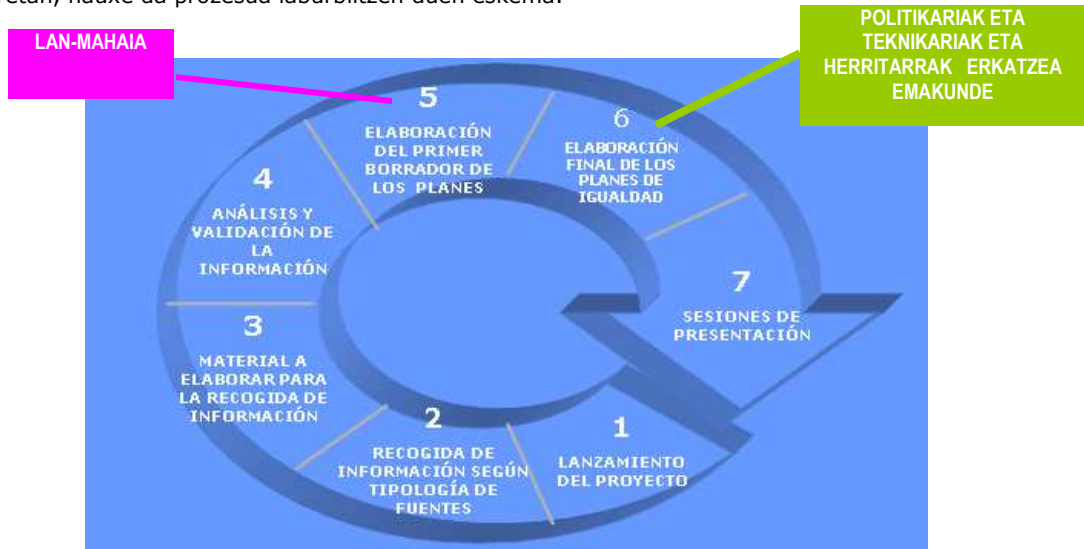 prozesua laburbiltzen duen eskema.
LAN-MAHAIA
POLITIKARIAK ETA
TEKNIKARIAK ETA
HERRITARRAK ERKATZEA
EMAKUNDE
5
ELABORACIÓN
DEL PRIMER
BORRADOR DE
LOS PLANES
6
ELABORACIÓN
FINAL DE LOS
PLANES DE
IGUALDAD
4
ANÁLISIS Y
VALIDACIÓN DE
LA
INFORMACIÓN
7
SESIONES DE
PRESENTACIÓN
3
MATERIAL A
ELABORAR PARA
LA RECOGIDA DE
INFORMACIÓN
2
RECOGIDA DE
INFORMACIÓN SEGÚN
TIPOLOGÍA DE
FUENTES
1
LANZAMIENTO
DEL PROYECTO